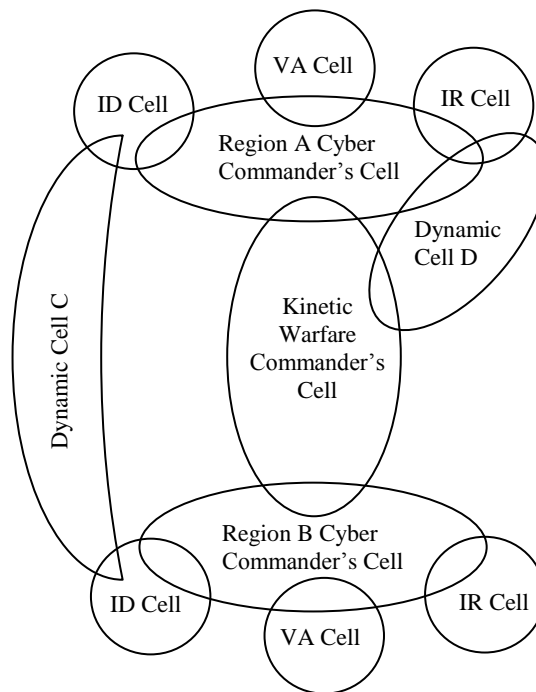 VA Cell
ID Cell
IR Cell
Region A Cyber
Commander's Cell
Dynamic
Cell D
Dynamic Cell C
Kinetic
Warfare
Commander's
Cell
Region B Cyber
Commander's Cell
ID Cell
IR Cell
VA Cell